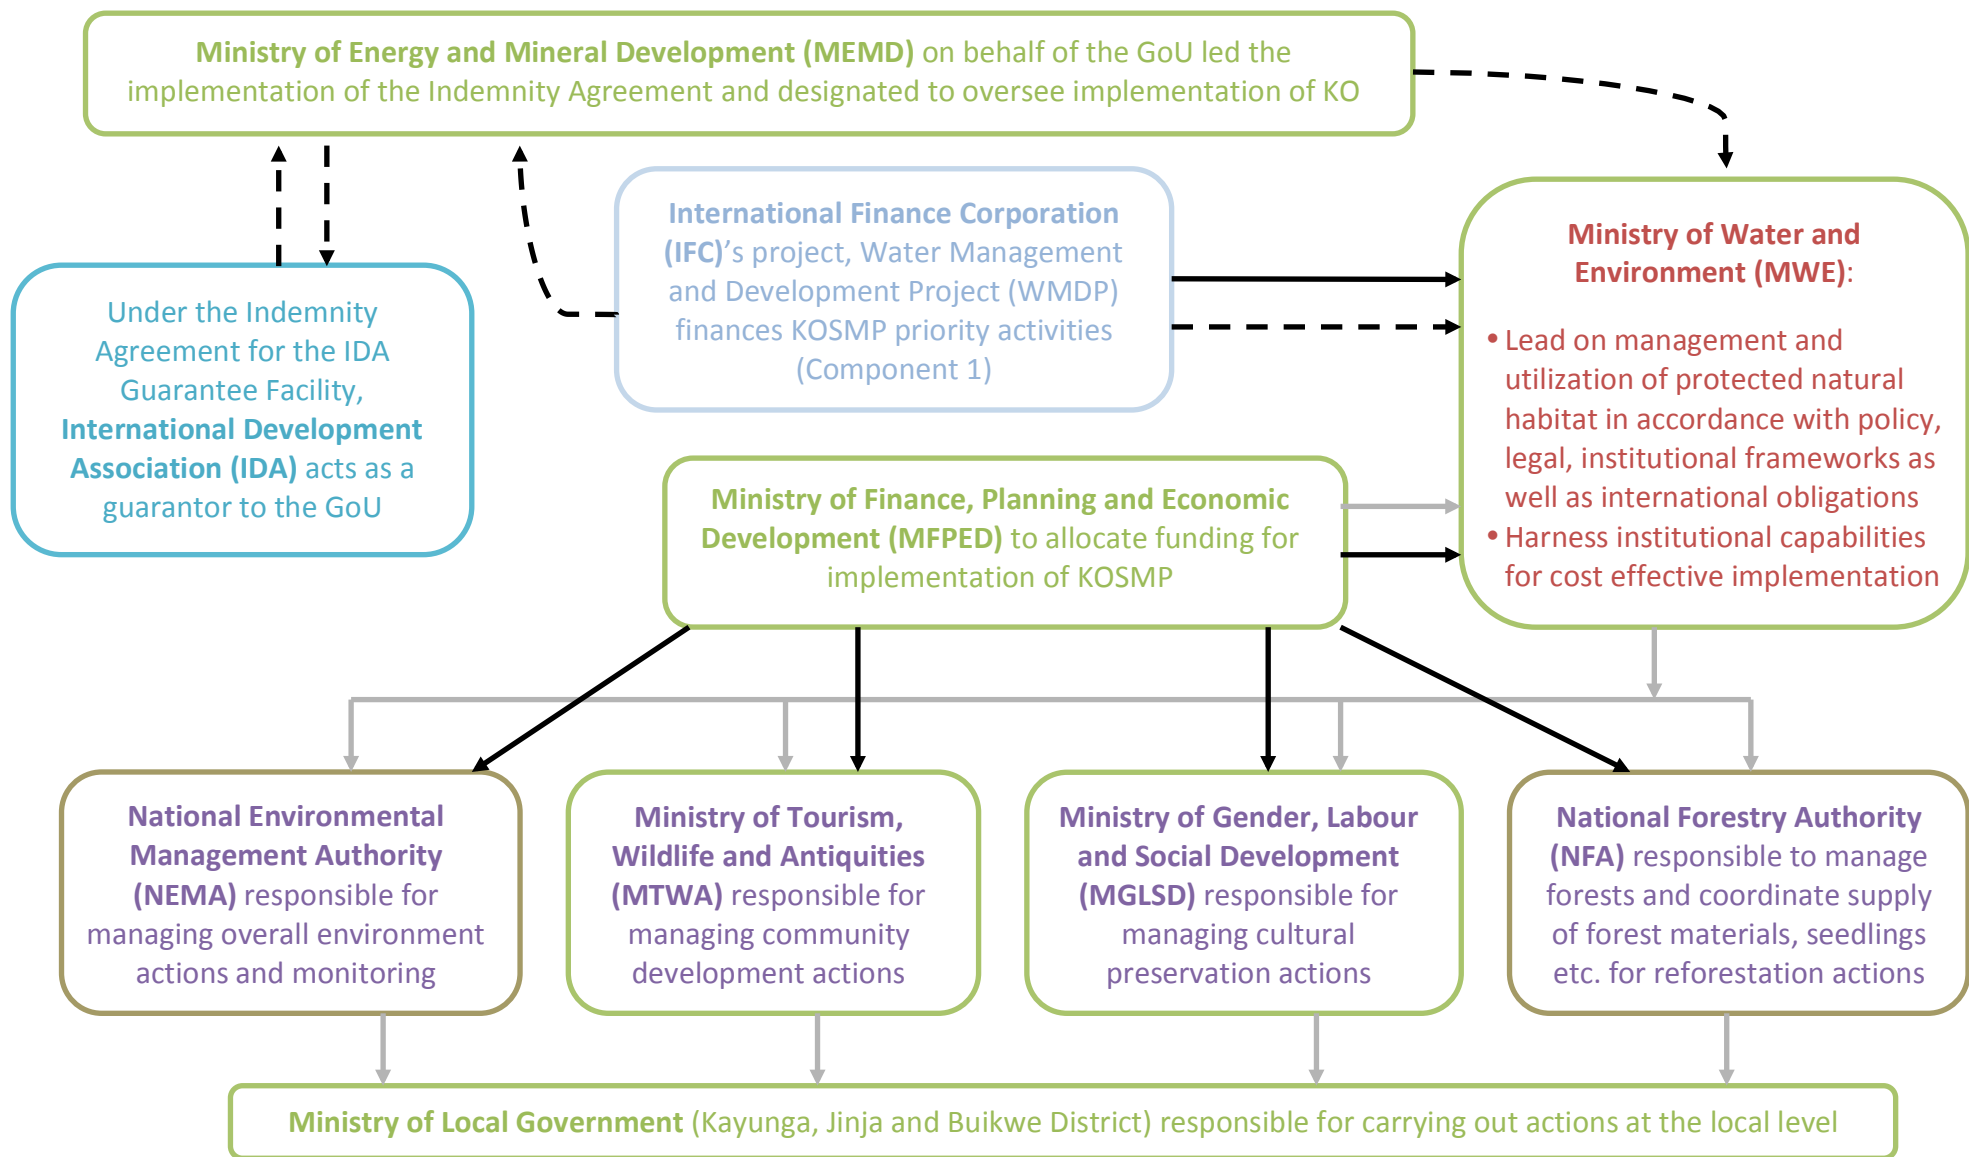 Ministry of Energy and Mineral Development (MEMD) on behalf of the GoU led the
implementation of the Indemnity Agreement and designated to oversee implementation of KO
International Finance Corporation
(IFC)’s project, Water Management
and Development Project (WMDP)
finances KOSMP priority activities
(Component 1)
Ministry of Water and
Environment (MWE):
• Lead on management and
utilization of protected natural
habitat in accordance with policy,
legal, institutional frameworks as
well as international obligations
• Harness institutional capabilities
for cost effective implementation
Under the Indemnity
Agreement for the IDA
Guarantee Facility,
International Development
Association (IDA) acts as a
guarantor to the GoU
Ministry of Finance, Planning and Economic
Development (MFPED) to allocate funding for
implementation of KOSMP
National Environmental
Management Authority
(NEMA) responsible for
managing overall environment
actions and monitoring
Ministry of Tourism,
Wildlife and Antiquities
(MTWA) responsible for
managing community
development actions
Ministry of Gender, Labour
and Social Development
(MGLSD) responsible for
managing cultural
preservation actions
National Forestry Authority
(NFA) responsible to manage
forests and coordinate supply
of forest materials, seedlings
etc. for reforestation actions
Ministry of Local Government (Kayunga, Jinja and Buikwe District) responsible for carrying out actions at the local level